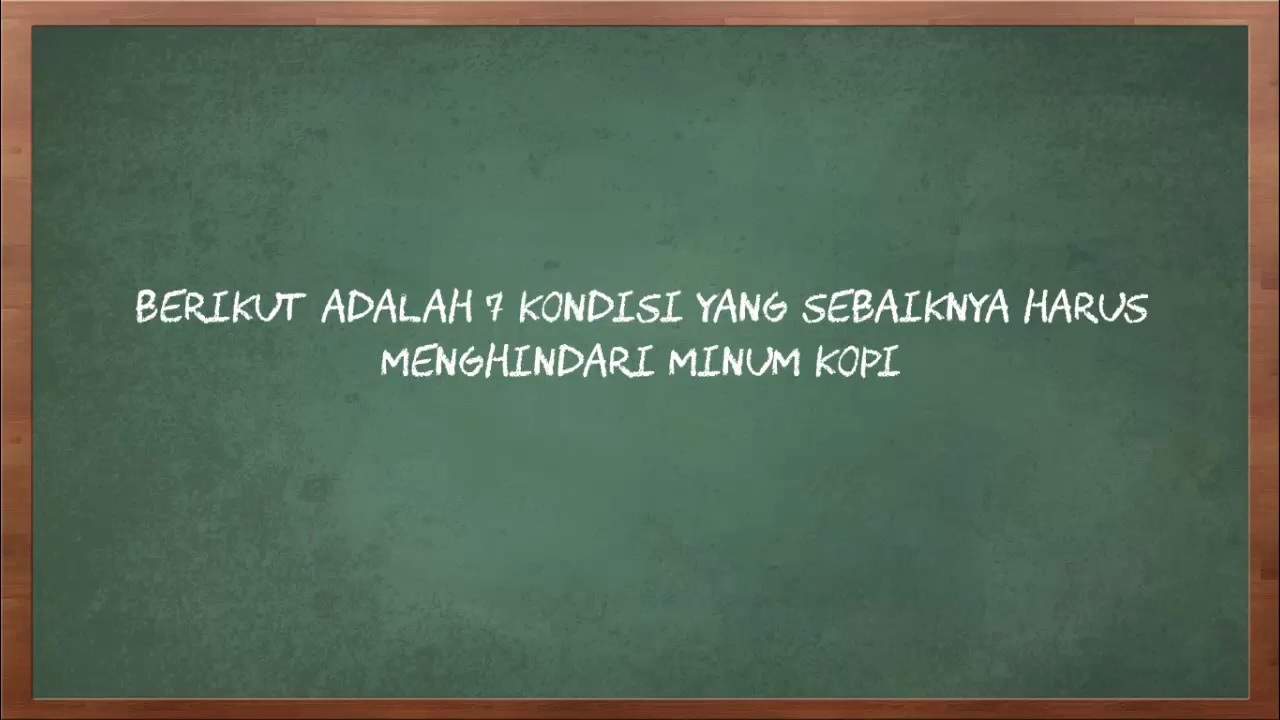 BERIKUT ADALAH 7 KONDISI YANG SEBAIKNYA HARUS
MENGHINDARI MINUM KOPI